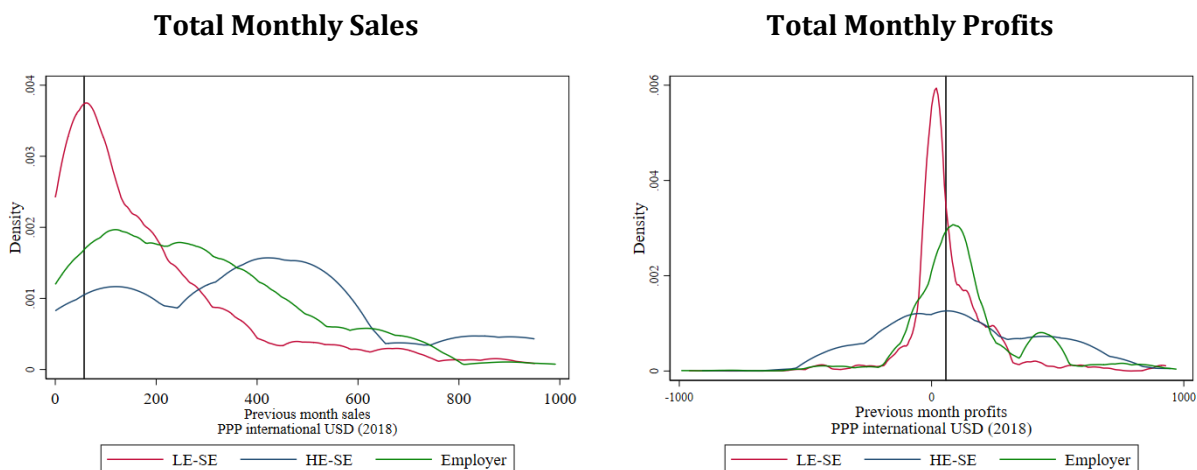 Total Monthly Sales
.004
.003
.002
.001
0
Density
0
200
400
600
800
1000
Previous month sales
PPP international USD (2018)
LE-SE
HE-SE
Employer
Total Monthly Profits
.006
.004
.002
0
Density
-1000
0
1000
Previous month profits
PPP international USD (2018)
LE-SE
HE-SE
Employer